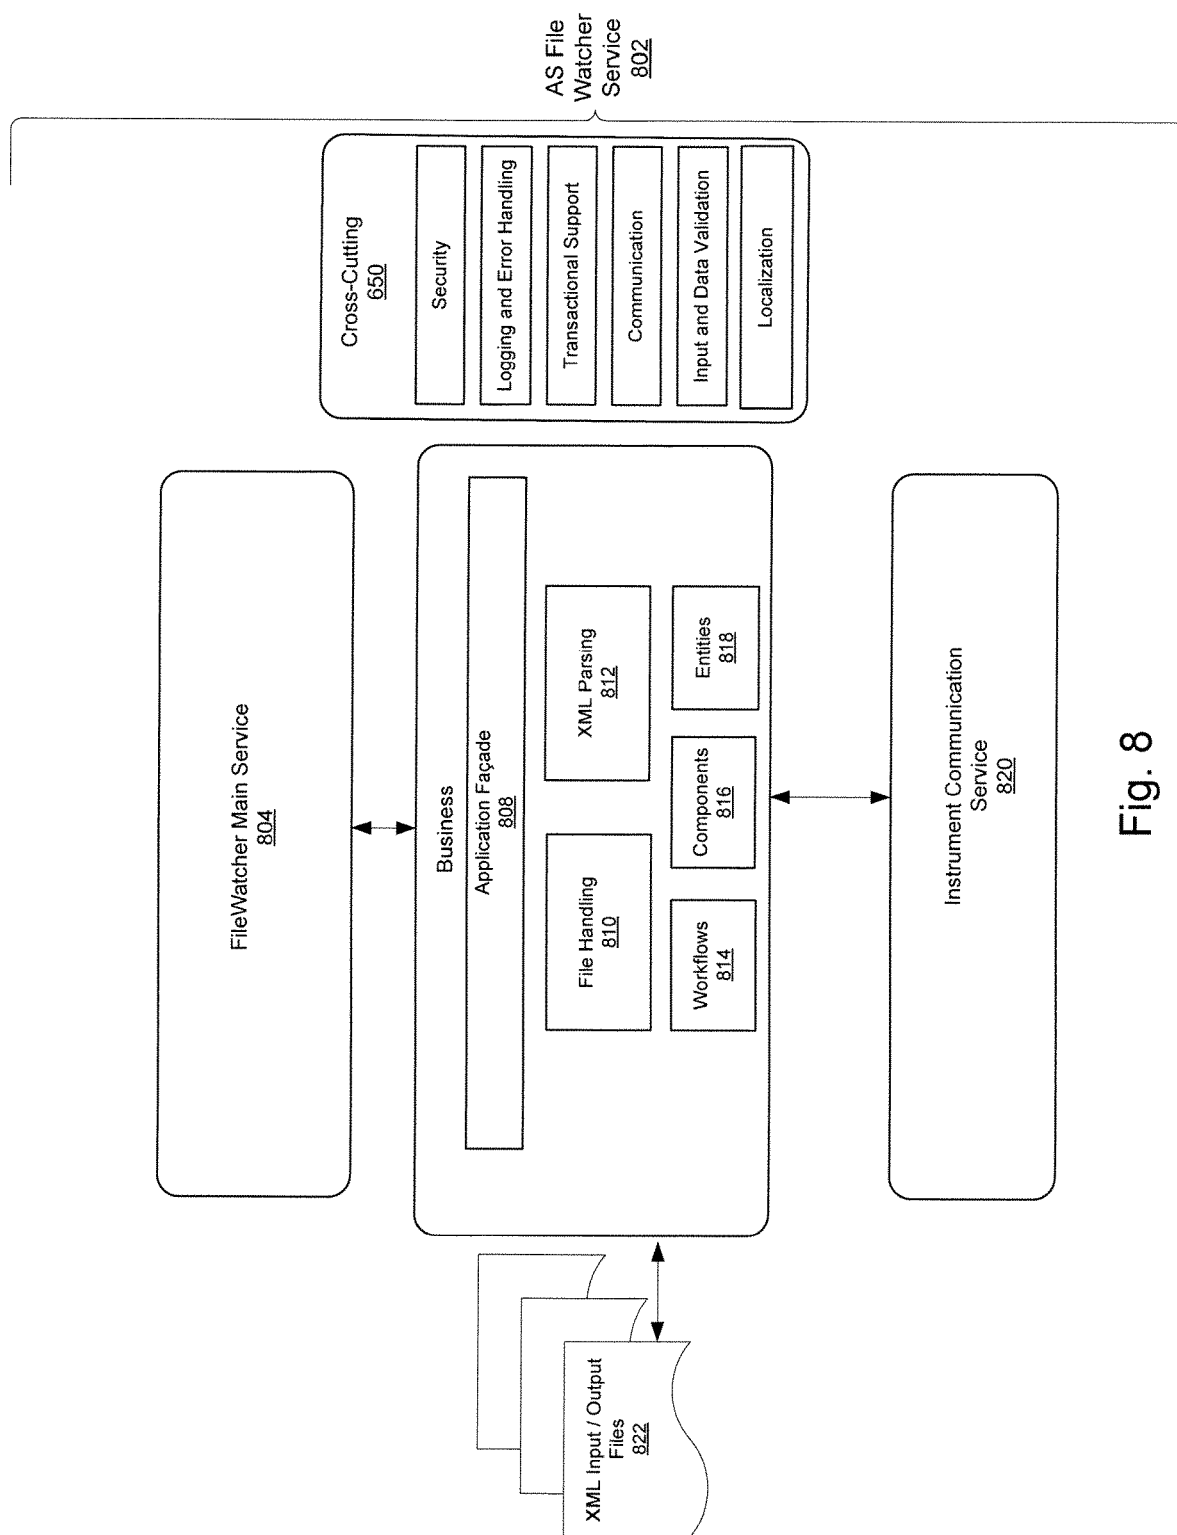 AS File
Watcher
Service
802
FileWatcher Main Service
804
Cross-Cutting
650
Security
Logging and Error Handling
Transactional Support
Communication
Input and Data Validation
Localization
Business
Application Façade
808
File Handling
810
XML Parsing
812
Workflows
814
Components
816
Entities
818
XML Input / Output
Files
822
Instrument Communication
Service
820
Fig. 8